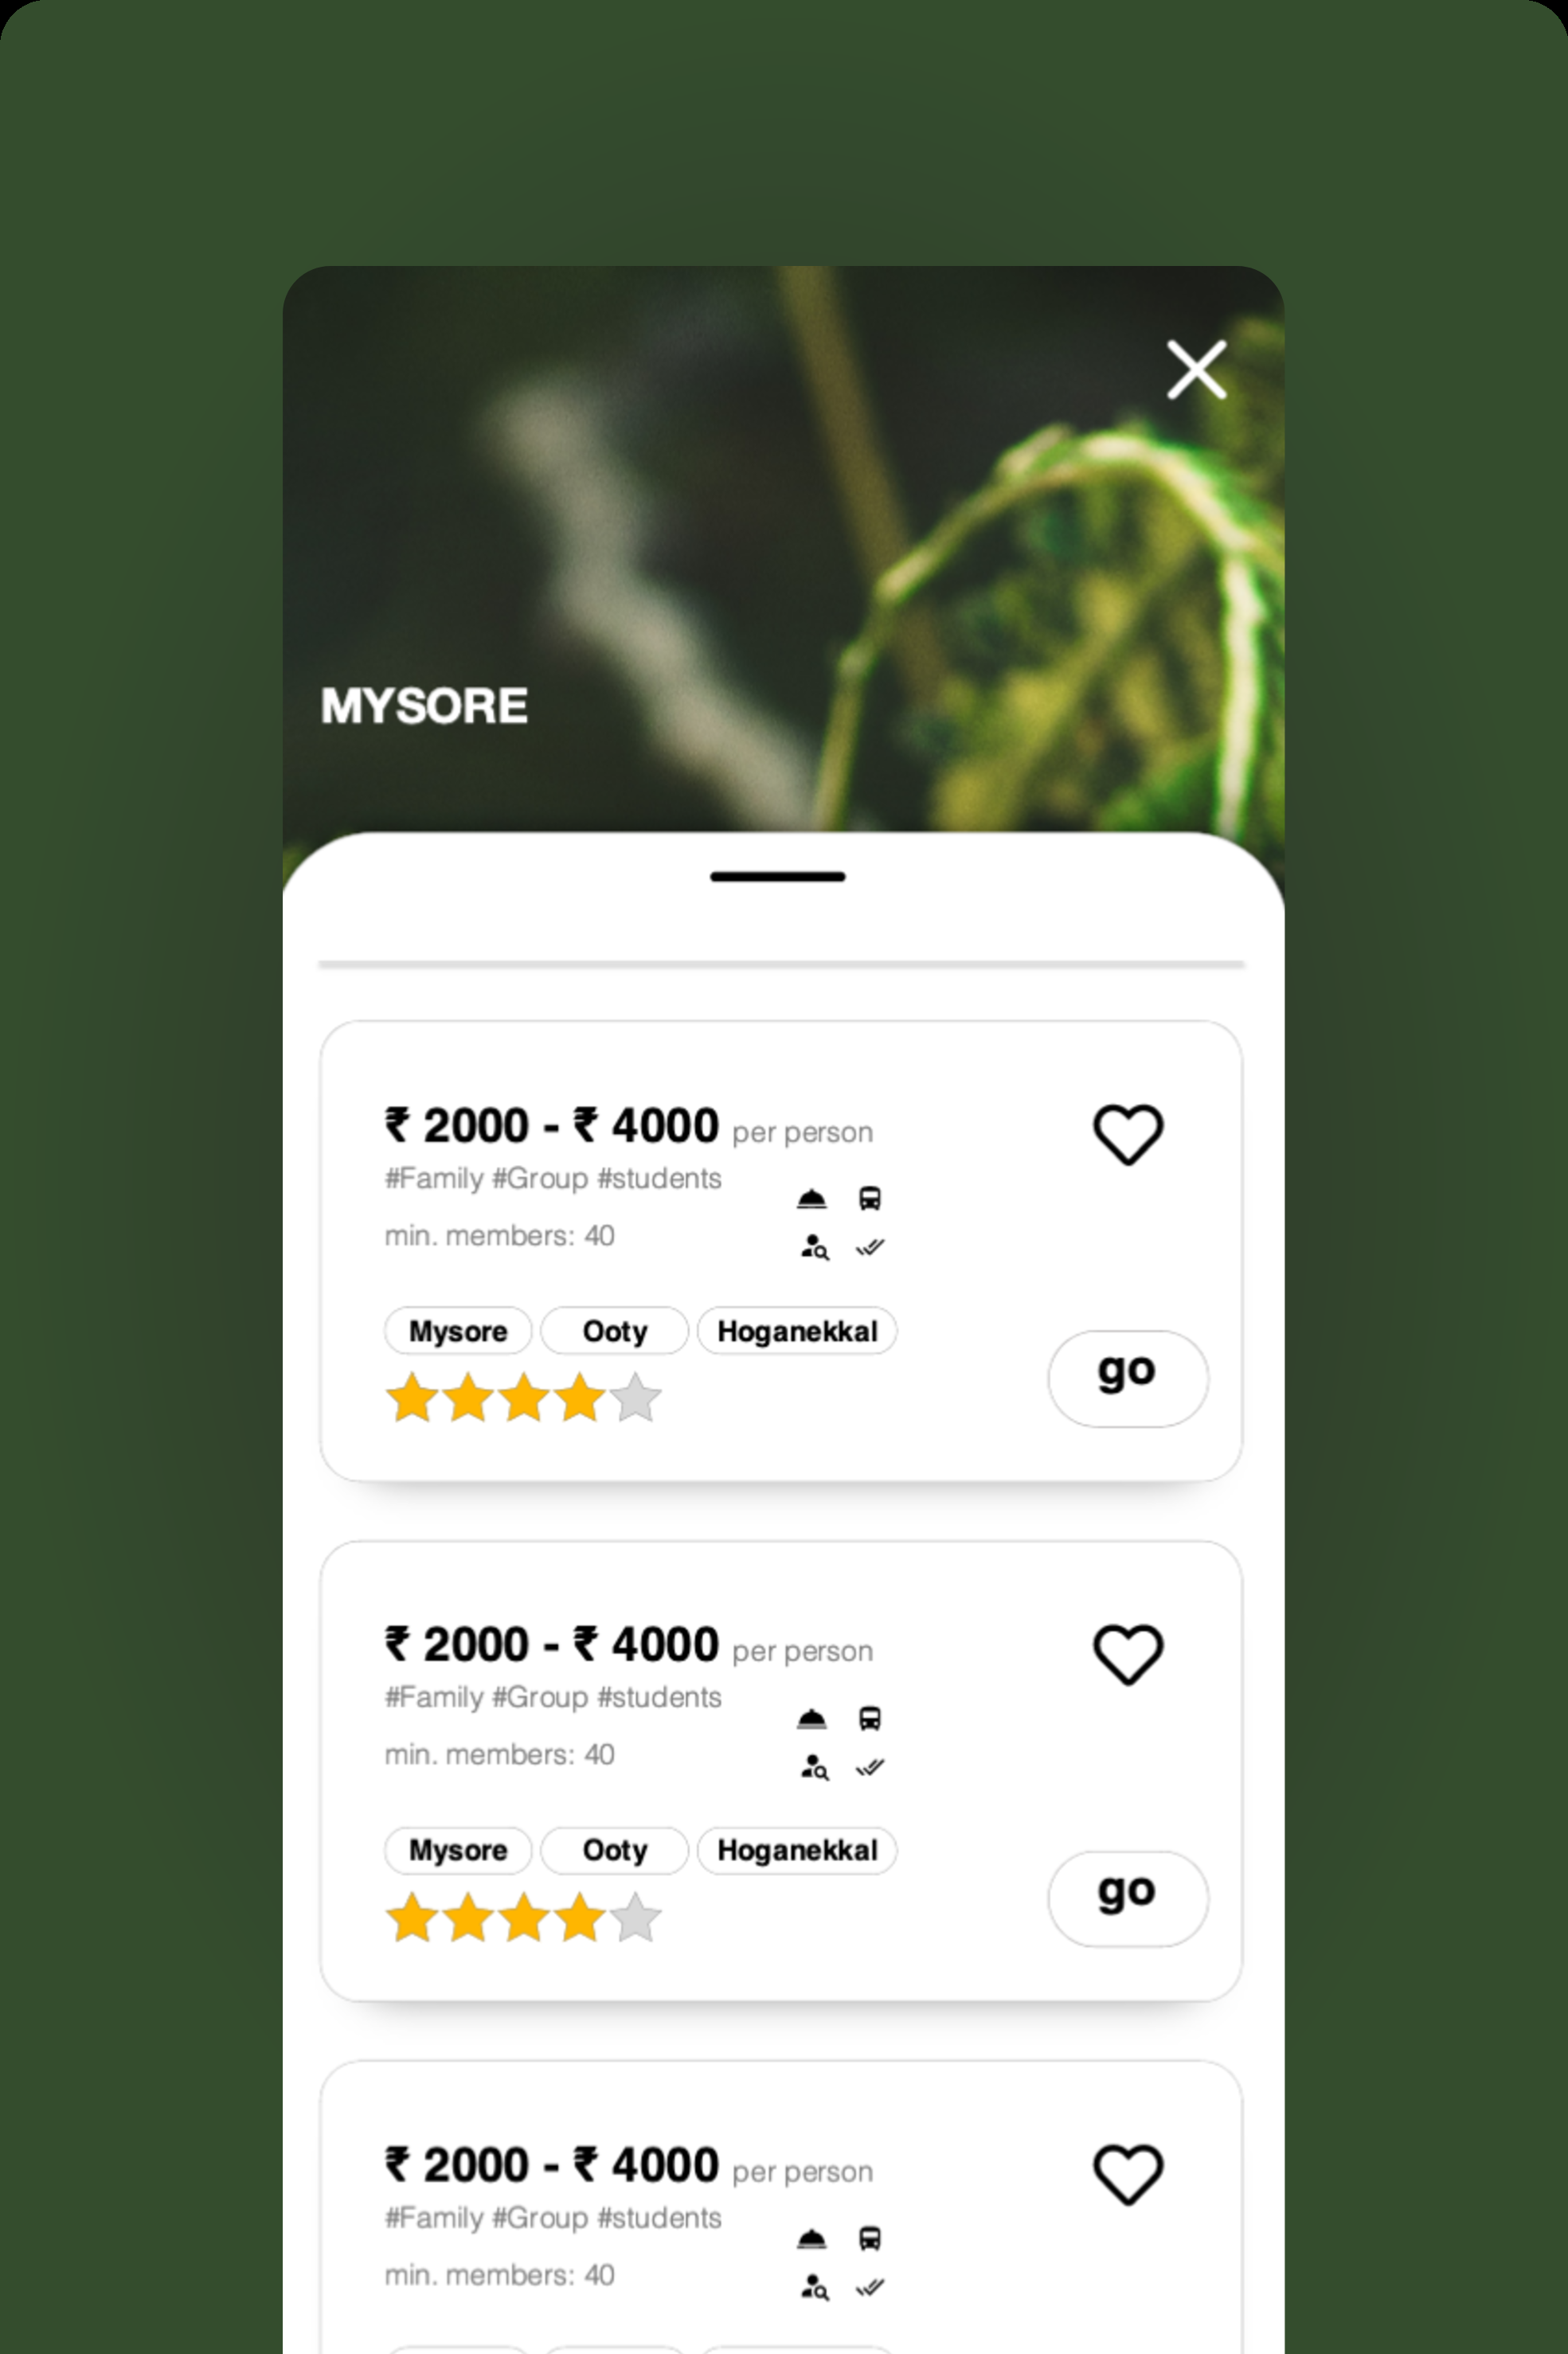 MYSORE
₹ 2000 - ₹ 4000 per person
#Family #Group #students
min. members: 40
Mysore Ooty Hoganekkal
go
₹ 2000 - ₹ 4000 per person
#Family #Group #students
min. members: 40
Mysore Ooty Hoganekkal
go
₹ 2000 - ₹ 4000 per person
#Family #Group #students
min. members: 40